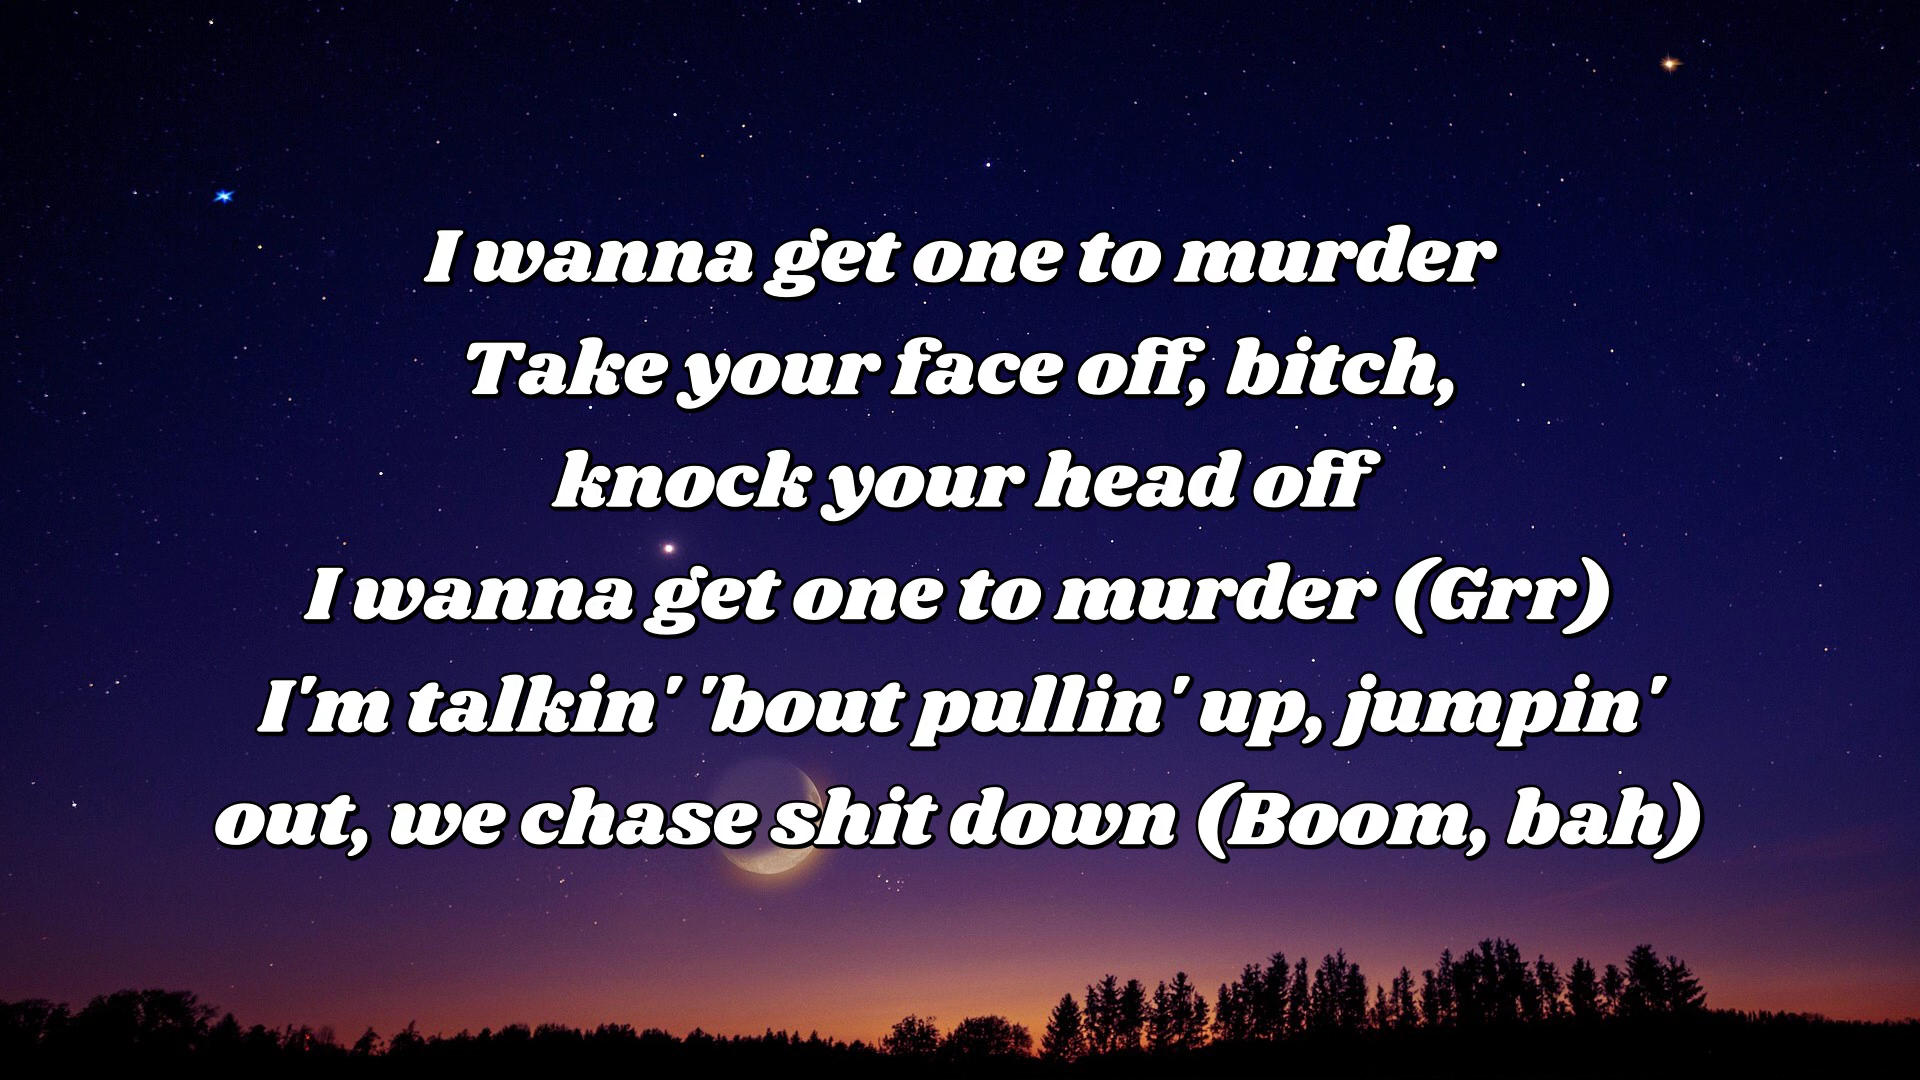 I wanna get one to murder
Take your face off, bitch,
knock your head off
I wanna get one to murder (Grr)
I'm talkin' 'bout pullin' up, jumpin'
out, we chase shit down (Boom, bah)